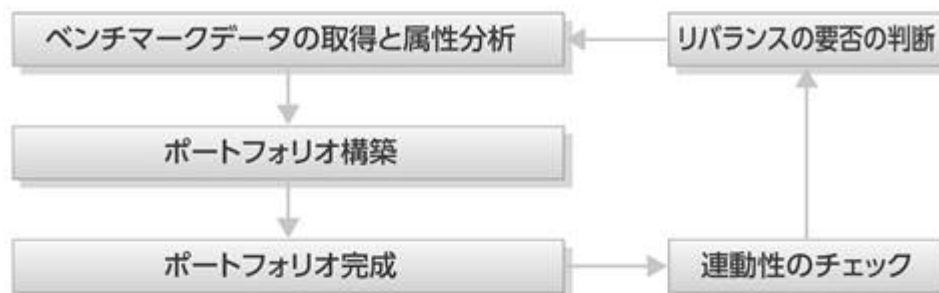 ベンチマークデータの取得と属性分析
リバランスの要否の判断
ポートフォリオ構築
ポートフォリオ完成
連動性のチェック